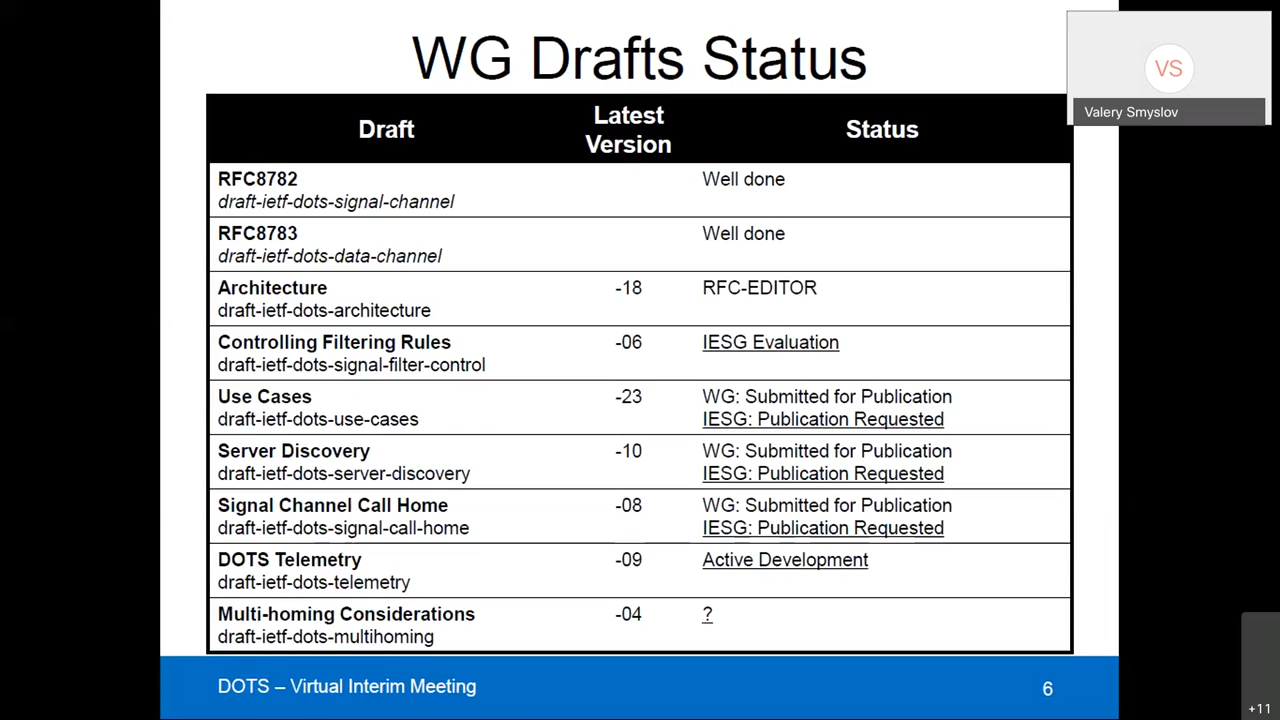 WG Drafts Status
VS
Valery Smyslov
Draft
Latest
Version
Status
RFC8782
Well done
draft-ietf-dots-signal-channel
RFC8783
Well done
draft-ietf-dots-data-channel
Architecture
-18
RFC-EDITOR
draft-ietf-dots-architecture
Controlling Filtering Rules
-06
IESG Evaluation
draft-ietf-dots-signal-filter-control
Use Cases
-23
WG: Submitted for Publication
draft-ietf-dots-use-cases
IESG: Publication Requested
Server Discovery
-10
WG: Submitted for Publication
draft-ietf-dots-server-discovery
IESG: Publication Requested
Signal Channel Call Home
-08
WG: Submitted for Publication
draft-ietf-dots-signal-call-home
IESG: Publication Requested
DOTS Telemetry
-09
Active Development
draft-ietf-dots-telemetry
Multi-homing Considerations
-04
?
draft-ietf-dots-multihoming
DOTS – Virtual Interim Meeting
6
+11